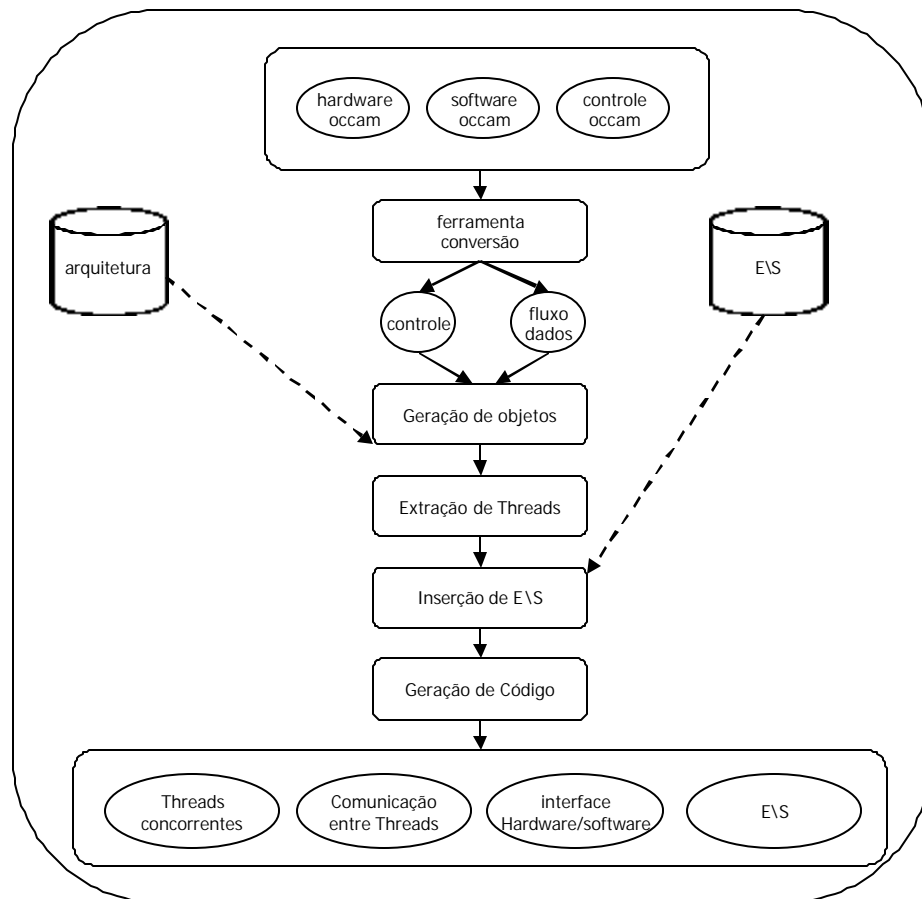 hardware
occam
software
occam
controle
occam
ferramenta
conversão
arquitetura
E\S
controle
fluxo
dados
Geração de objetos
Extração de Threads
Inserção de E\S
Geração de Código
Threads
concorrentes
Comunicação
entre Threads
interface
Hardware/software
E\S